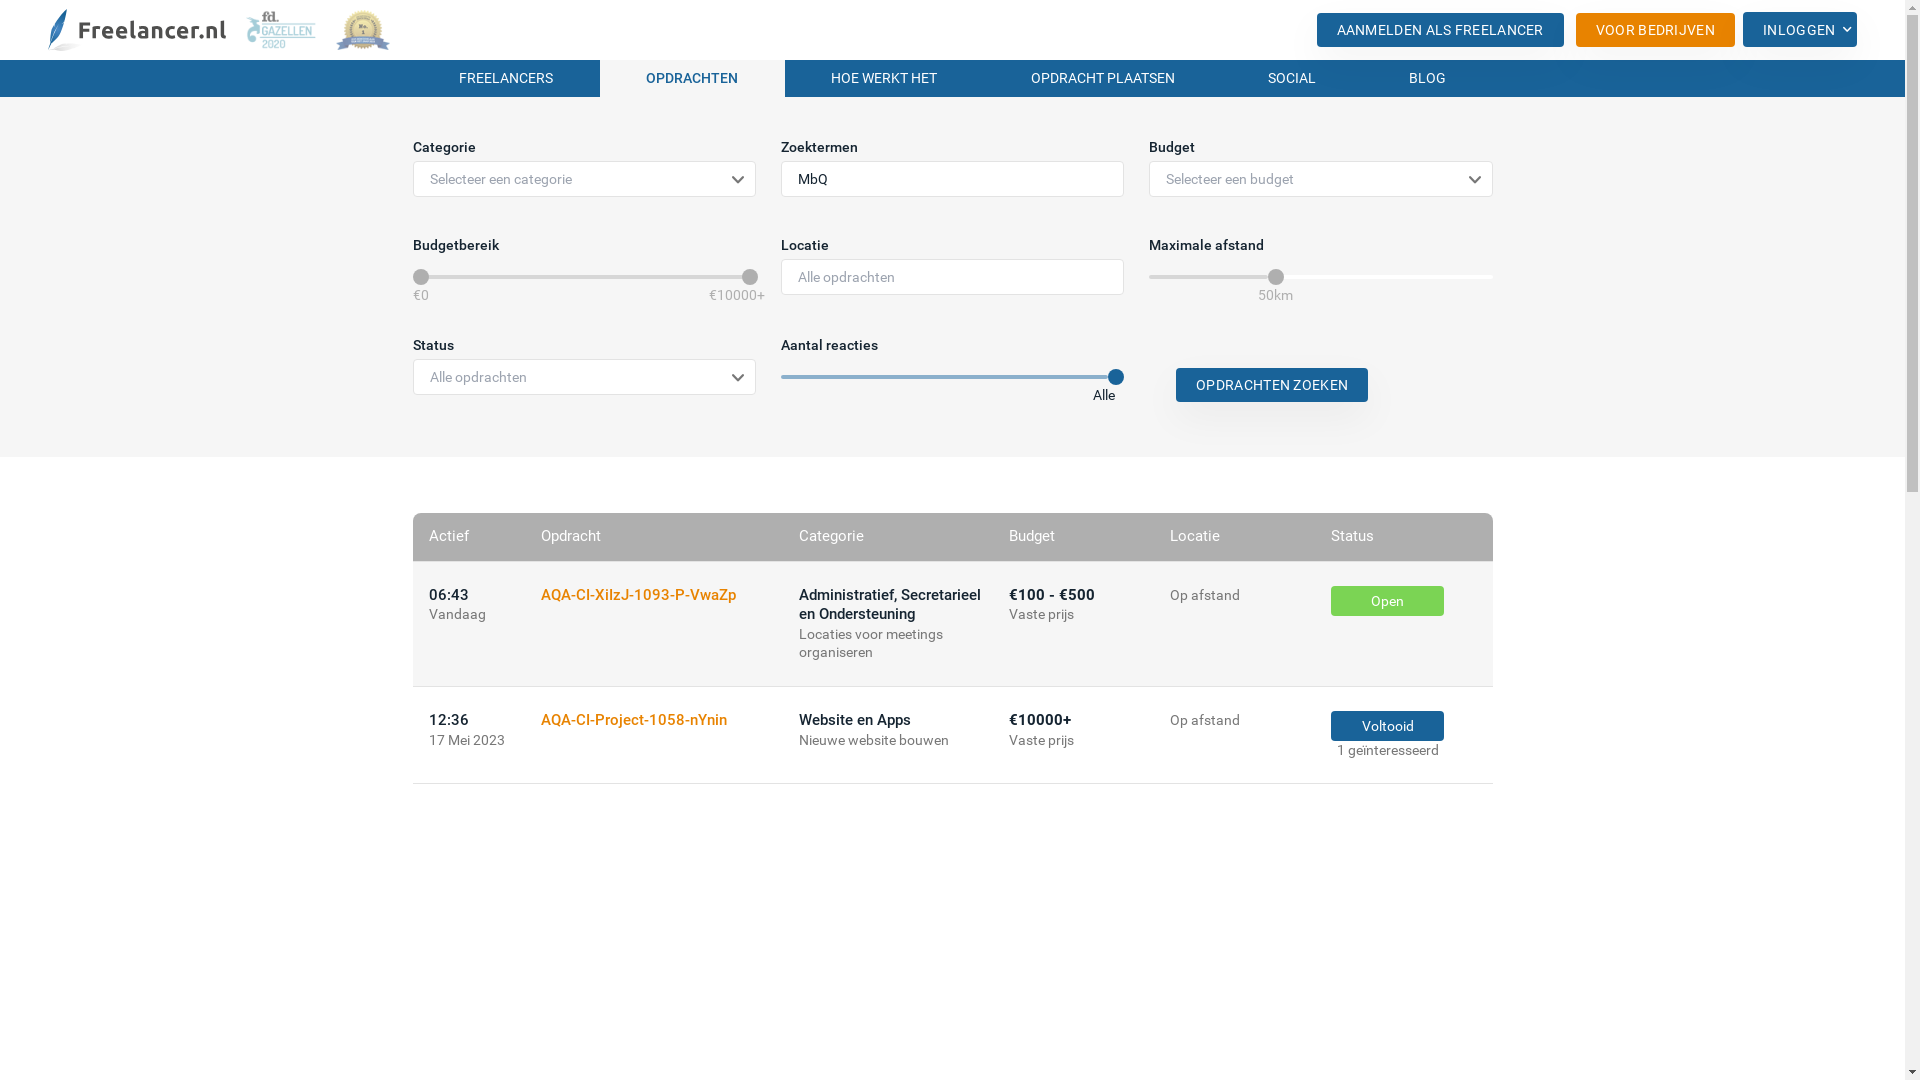 Freelancer.nl
fd.
GAZELLEN
2020
AANMELDEN ALS FREELANCER
VOOR BEDRIJVEN
INLOGGEN
FREELANCERS
OPDRACHTEN
HOE WERKT HET
OPDRACHT PLAATSEN
SOCIAL
BLOG
Categorie
Zoektermen
Budget
Selecteer een categorie
MbQ
Selecteer een budget
Budgetbereik
Locatie
Maximale afstand
Alle opdrachten
€0
€10000+
50km
Status
Aantal reacties
Alle opdrachten
Alle
OPDRACHTEN ZOEKEN
Actief Opdracht Categorie Budget Locatie Status
06:43 AQA-CI-XiIzJ-1093-P-VwaZp Administratief, Secretarieel €100 - €500 Op afstand Open
Vandaag en Ondersteuning Vaste prijs
Locaties voor meetings
organiseren
12:36 AQA-CI-Project-1058-nYnin Website en Apps €10000+ Op afstand Voltooid
17 Mei 2023 Nieuwe website bouwen Vaste prijs 1 geïnteresseerd